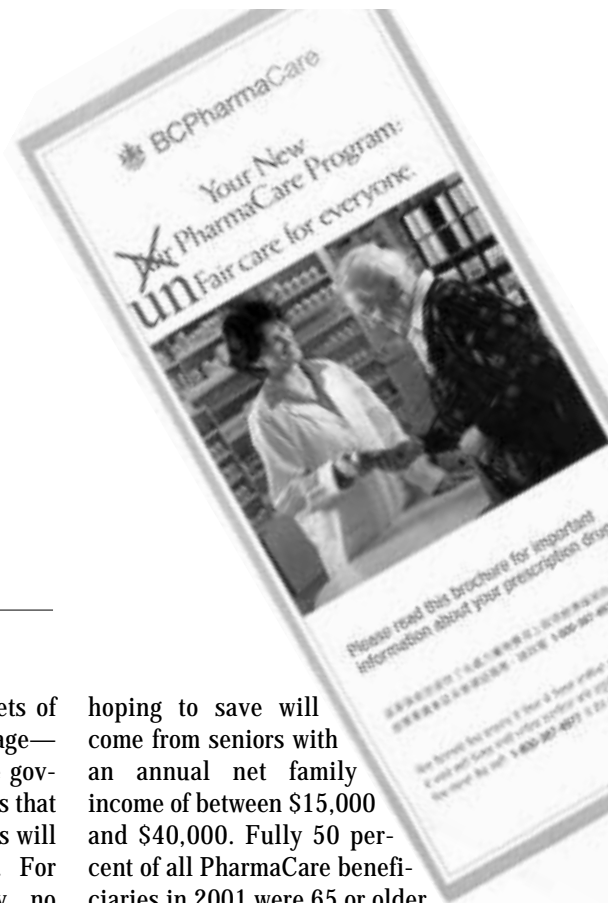 BCPharmaCare
Your New
Fair PharmaCare Program:
un Fair care for everyone.
Please read this brochure for important
information about your prescription drug
ets of
age—
gov-
s that
s will
For
no
hoping to save will
come from seniors with
an annual net family
income of between $15,000
and $40,000. Fully 50 per-
cent of all PharmaCare benefi-
ciaries in 2001 were 65 or older